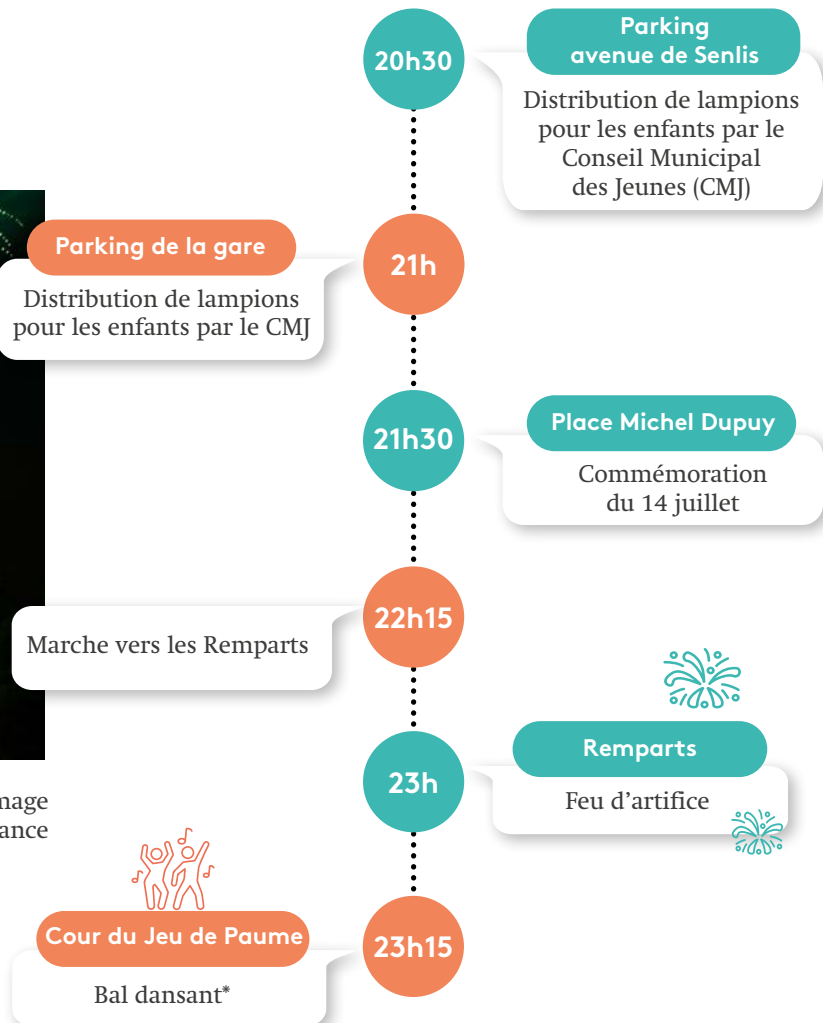 20h30
Parking
avenue de Senlis
Distribution de lampions
pour les enfants par le
Conseil Municipal
des Jeunes (CMJ)
21h
Parking de la gare
Distribution de lampions
pour les enfants par le CMJ
21h30
Place Michel Dupuy
Commémoration
du 14 juillet
22h15
Marche vers les Remparts
23h
Remparts
Feu d’artifice
23h15
Cour du Jeu de Paume
Bal dansant*